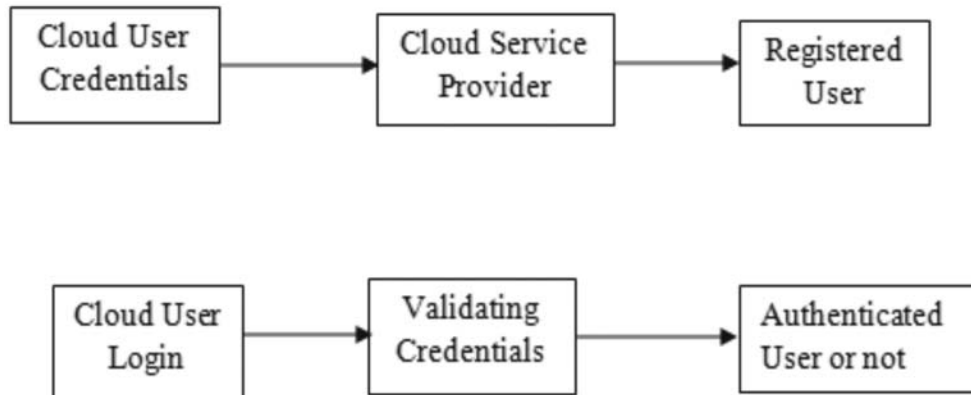 Cloud User
Credentials
Cloud Service
Provider
Registered
User
Cloud User
Login
Validating
Credentials
Authenticated
User or not